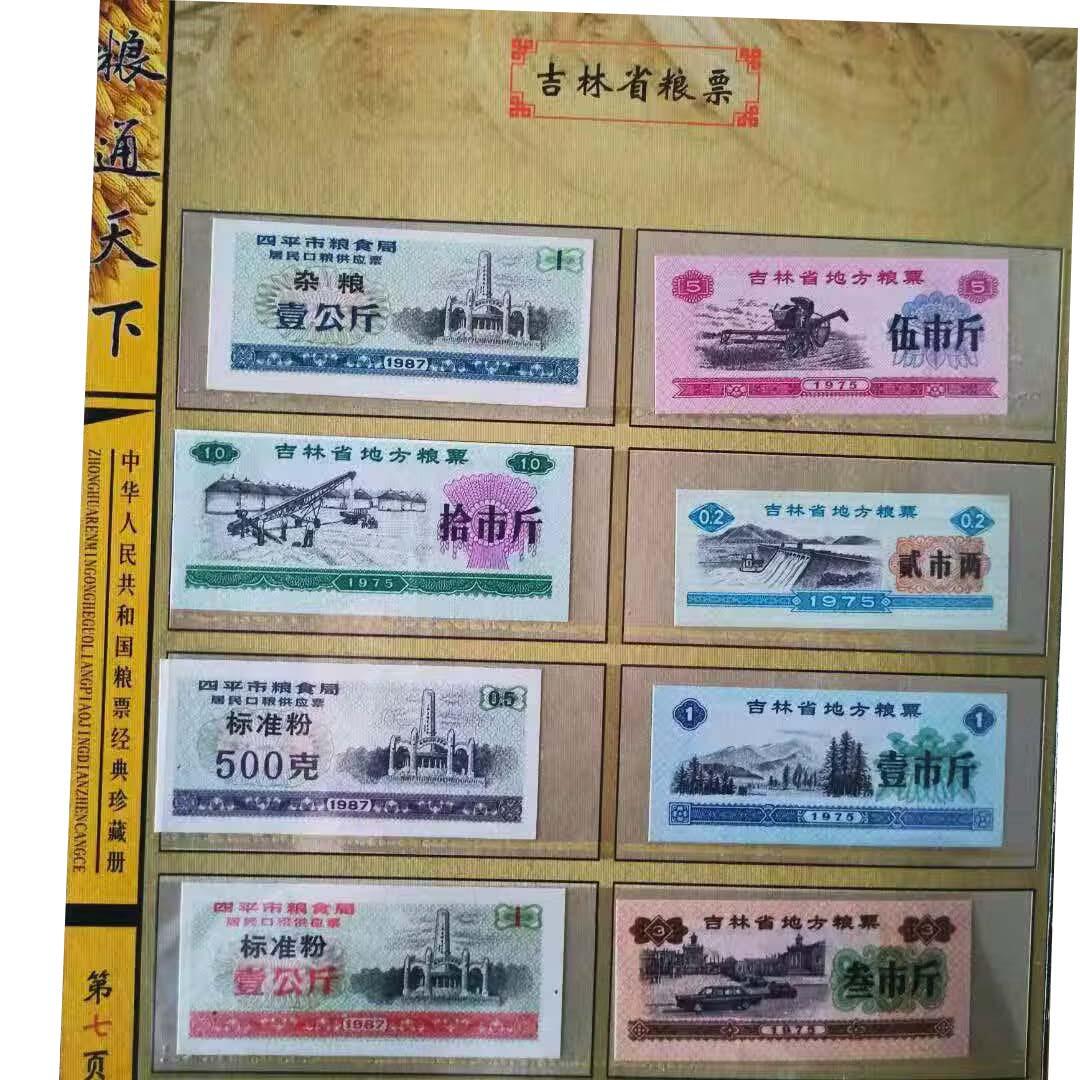 粮通天下
中华人民共和国粮票经典珍藏册
ZHONGHUARENMINGONGHEGUOLIANGPIAOJINGDIANZHENCANGCE
第七页
吉林省粮票
四平市粮食局
居民口粮供应票
杂粮
壹公斤
1
1987
吉林省地方粮票
5
5
伍市斤
1975
吉林省地方粮票
10
10
拾市斤
1975
吉林省地方粮票
0.2
0.2
贰市两
1975
四平市粮食局
居民口粮供应票
标准粉
500克
0.5
1987
吉林省地方粮票
1
1
壹市斤
1975
四平市粮食局
居民口粮供应票
标准粉
壹公斤
1
1987
吉林省地方粮票
3
3
叁市斤
1975